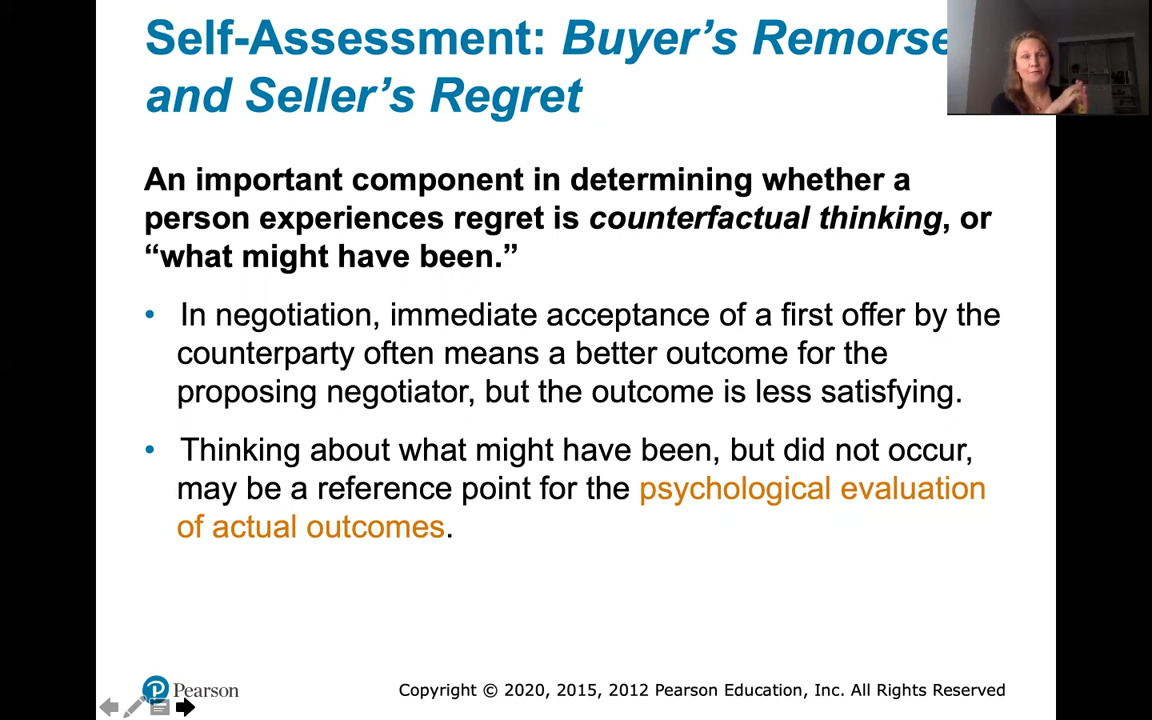 Self-Assessment: Buyer’s Remorse
and Seller’s Regret
An important component in determining whether a
person experiences regret is counterfactual thinking, or
“what might have been.”
• In negotiation, immediate acceptance of a first offer by the
counterparty often means a better outcome for the
proposing negotiator, but the outcome is less satisfying.
• Thinking about what might have been, but did not occur,
may be a reference point for the psychological evaluation
of actual outcomes.
Pearson
Copyright © 2020, 2015, 2012 Pearson Education, Inc. All Rights Reserved